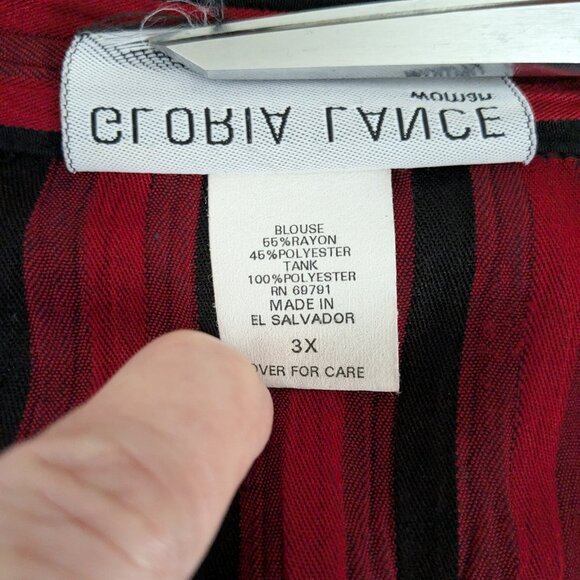 GLORIA LANCE
woman
BLOUSE
55%RAYON
45%POLYESTER
TANK
100%POLYESTER
RN 69791
MADE IN
EL SALVADOR
3X
OVER FOR CARE